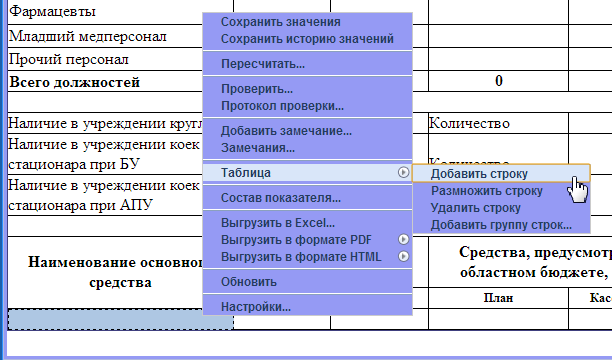 Фармацевты
Младший медперсонал
Прочий персонал
Всего должностей
0
Наличие в учреждении кругл
Количество
Наличие в учреждении коек
стационара при БУ
Количество
Наличие в учреждении коек
стационара при АПУ
Наименование основног
средства
Средства, предусмотр
областном бюджете,
План
Кас
Сохранить значения
Сохранить историю значений
Пересчитать...
Проверить...
Протокол проверки...
Добавить замечание...
Замечания...
Таблица
Состав показателя...
Выгрузить в Excel...
Выгрузить в формате PDF
Выгрузить в формате HTML
Обновить
Настройки...
Добавить строку
Размножить строку
Удалить строку
Добавить группу строк...